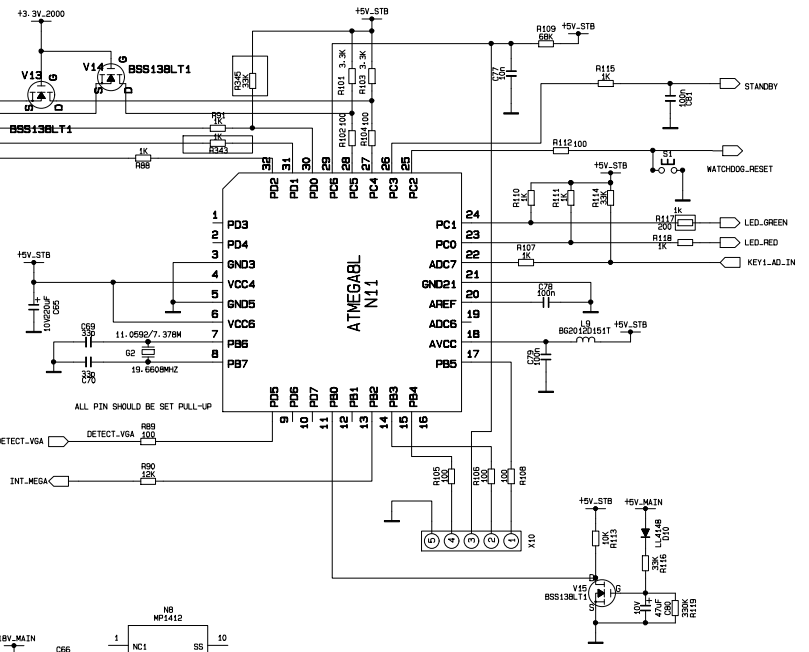 +3.3V_2000
+5V_STB
V13
G
S
D
BSS138LT1
V14
G
S
D
BSS138LT1
R345
33K
R101
3.3K
R103
3.3K
R102
100
R104
100
R109
68K
+5V_STB
C77
10n
R115
1K
STANDBY
C81
100n
R91
1K
1K
R343
1K
R88
R112
100
S1
WATCHDOG_RESET
+5V_STB
R110
1K
R111
1K
R114
33K
1k
R117
200
LED_GREEN
R118
1K
LED_RED
R107
1K
KEY1_AD_IN
32
31
30
29
28
27
26
25
PD2
PD1
PD0
PC6
PC5
PC4
PC3
PC2
1
PD3
2
PD4
3
GND3
4
VCC4
5
GND5
6
VCC6
7
PB6
8
PB7
ATMEGA8L
N11
PC1
24
PC0
23
ADC7
22
GND21
21
AREF
20
ADC6
19
AVCC
18
PB5
17
PD5
PD6
PD7
PB0
PB1
PB2
PB3
PB4
9
10
11
12
13
14
15
16
+5V_STB
+
10V220uF
C65
C69
33p
11.0592/7.378M
G2
19.6608MHZ
33p
C70
C78
100n
C79
100n
L9
BG2012D151T
+5V_STB
ALL PIN SHOULD BE SET PULL-UP
DETECT_VGA
R89
100
ETECT_VGA
R90
12K
INT_MEGA
R105
100
R106
100
100
R108
5
4
3
2
1
X10
+5V_STB
+5V_MAIN
10K
R113
LL4148
D10
33K
R116
V15
BSS138LT1
D
G
S
10V
+
47uF
C80
330K
R119
N8
MP1412
18V_MAIN
C66
1
NC1
SS
10